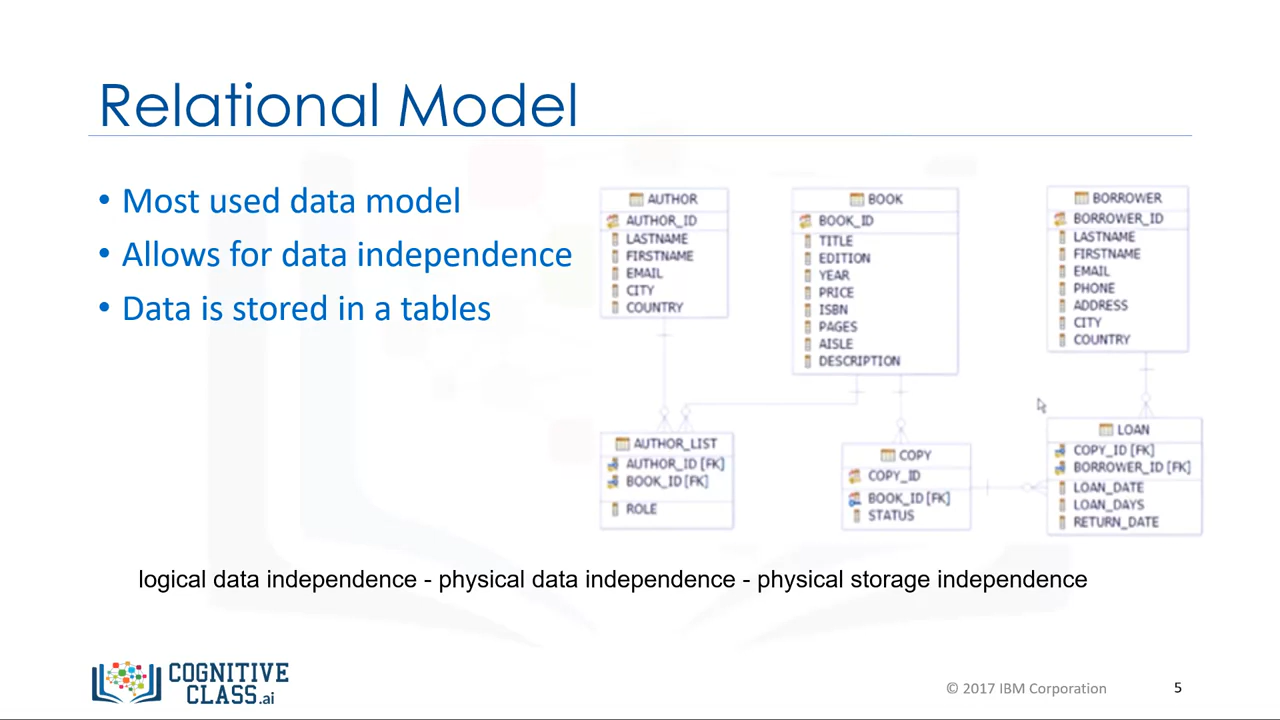 Relational Model
• Most used data model
• Allows for data independence
• Data is stored in a tables
AUTHOR
AUTHOR_ID
LASTNAME
FIRSTNAME
EMAIL
CITY
COUNTRY
BOOK
BOOK_ID
TITLE
EDITION
YEAR
PRICE
ISBN
PAGES
AISLE
DESCRIPTION
BORROWER
BORROWER_ID
LASTNAME
FIRSTNAME
EMAIL
PHONE
ADDRESS
CITY
COUNTRY
AUTHOR_LIST
AUTHOR_ID [FK]
BOOK_ID [FK]
ROLE
COPY
COPY_ID
BOOK_ID [FK]
STATUS
LOAN
COPY_ID [FK]
BORROWER_ID [FK]
LOAN_DATE
LOAN_DAYS
RETURN_DATE
logical data independence - physical data independence - physical storage independence
COGNITIVE
CLASS.ai
© 2017 IBM Corporation
5